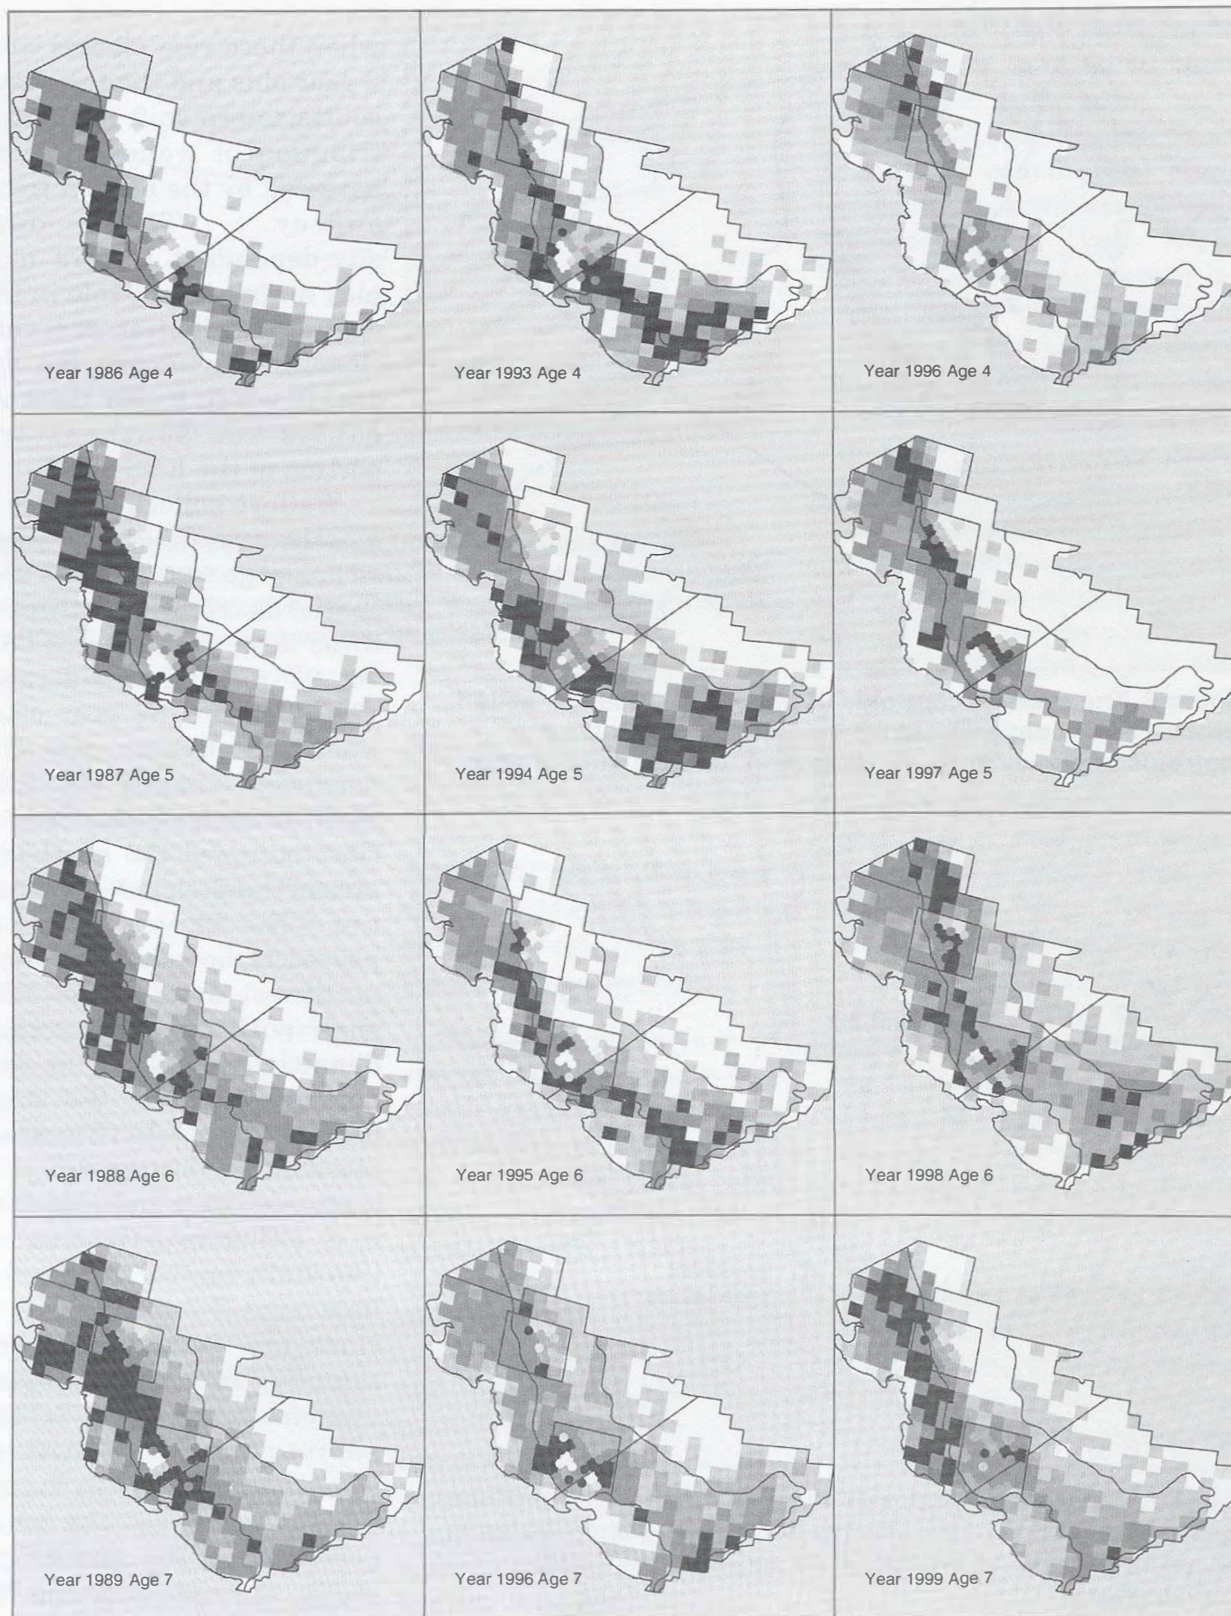 Year 1986 Age 4
Year 1993 Age 4
Year 1996 Age 4
Year 1987 Age 5
Year 1994 Age 5
Year 1997 Age 5
Year 1988 Age 6
Year 1995 Age 6
Year 1998 Age 6
Year 1989 Age 7
Year 1996 Age 7
Year 1999 Age 7